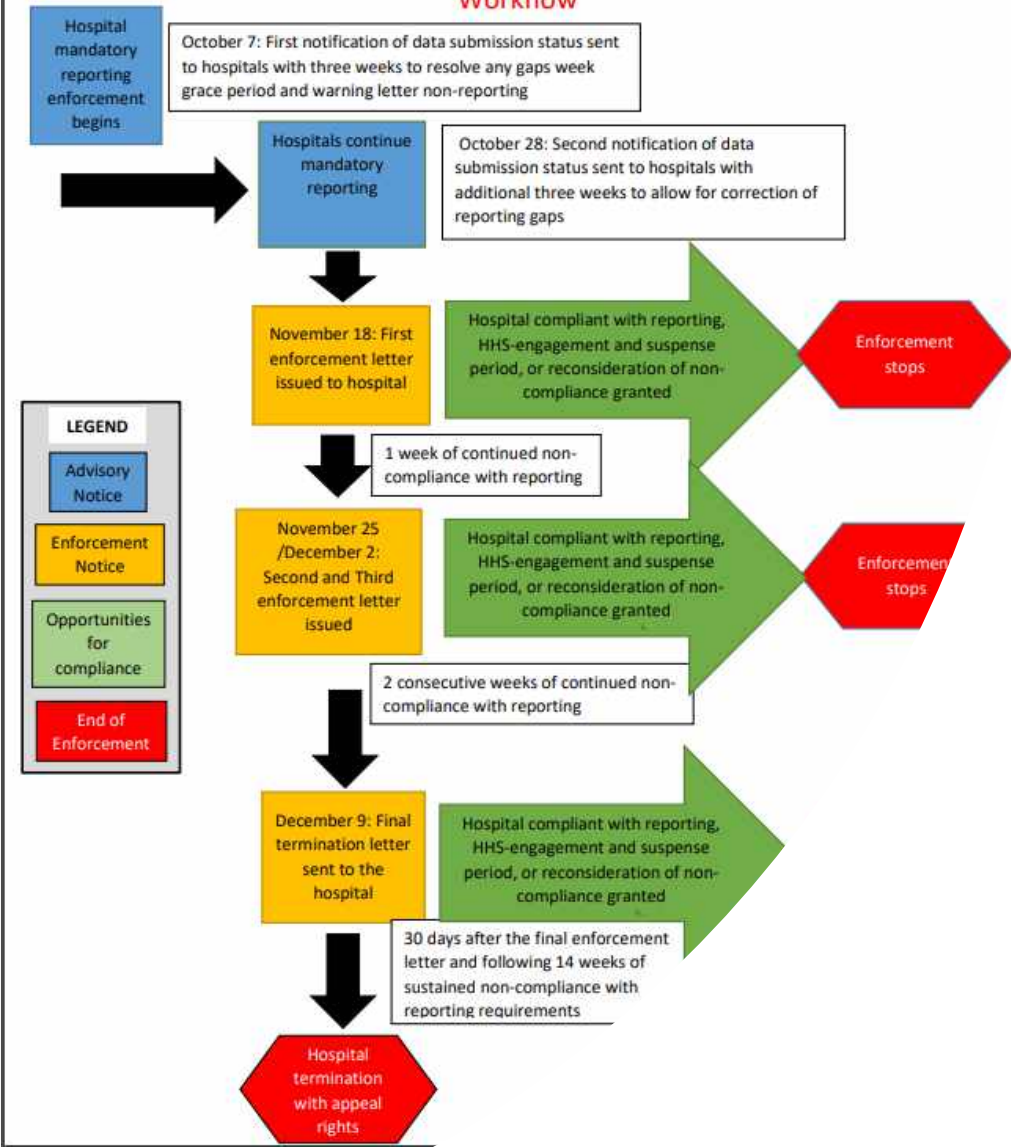 Workflow
Hospital
mandatory
reporting
enforcement
begins
October 7: First notification of data submission status sent
to hospitals with three weeks to resolve any gaps week
grace period and warning letter non-reporting
Hospitals continue
mandatory
reporting
October 28: Second notification of data
submission status sent to hospitals with
additional three weeks to allow for correction of
reporting gaps
November 18: First
enforcement letter
issued to hospital
Hospital compliant with reporting,
HHS-engagement and suspense
period, or reconsideration of non-
compliance granted
Enforcement
stops
LEGEND
Advisory
Notice
Enforcement
Notice
Opportunities
for
compliance
End of
Enforcement
1 week of continued non-
compliance with reporting
November 25
/December 2:
Second and Third
enforcement letter
issued
Hospital compliant with reporting,
HHS-engagement and suspense
period, or reconsideration of non-
compliance granted
Enforcemen
stops
2 consecutive weeks of continued non-
compliance with reporting
December 9: Final
termination letter
sent to the
hospital
Hospital compliant with reporting,
HHS-engagement and suspense
period, or reconsideration of non-
compliance granted
30 days after the final enforcement
letter and following 14 weeks of
sustained non-compliance with
reporting requirements
Hospital
termination
with appeal
rights